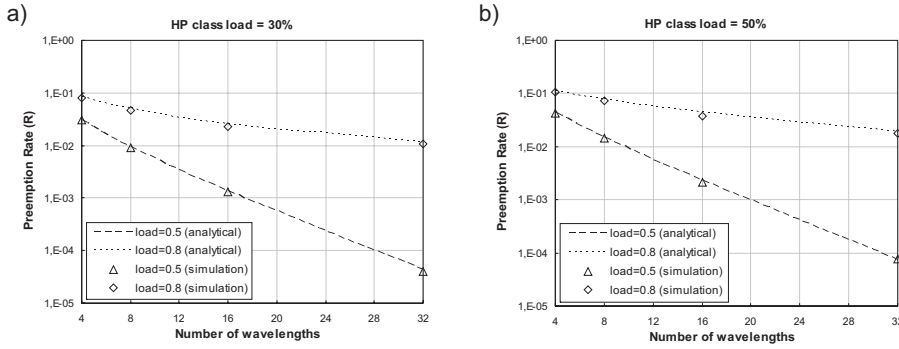 a)
HP class load = 30%
Preemption Rate (R)
1,E+00
1,E-01
1,E-02
1,E-03
1,E-04
1,E-05
load=0.5 (analytical)
load=0.8 (analytical)
load=0.5 (simulation)
load=0.8 (simulation)
4 8 12 16 20 24 28 32
Number of wavelengths
b)
HP class load = 50%
Preemption Rate (R)
1,E+00
1,E-01
1,E-02
1,E-03
1,E-04
1,E-05
load=0.5 (analytical)
load=0.8 (analytical)
load=0.5 (simulation)
load=0.8 (simulation)
4 8 12 16 20 24 28 32
Number of wavelengths